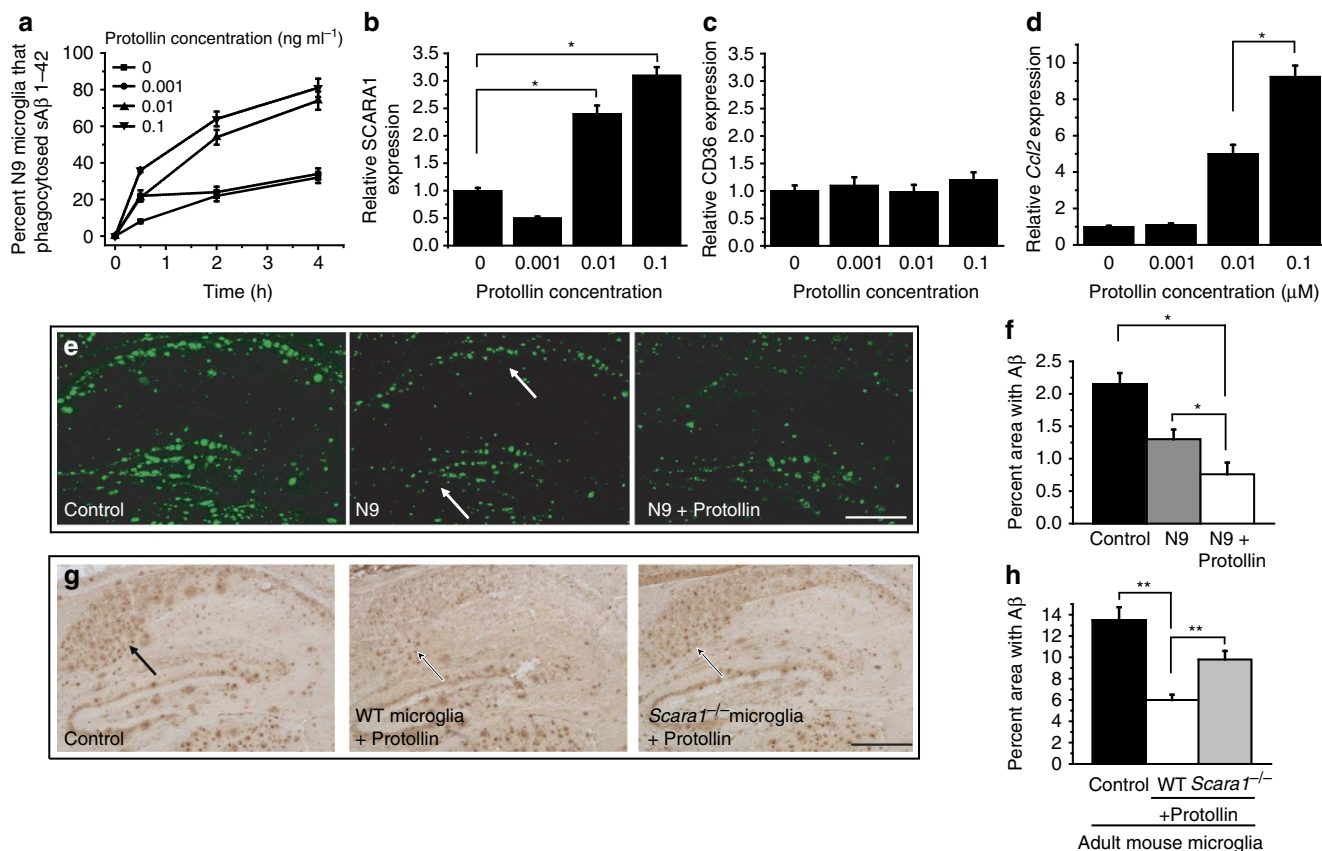 a
Protollin concentration (ng ml⁻¹)
Percent N9 microglia that
phagocytosed sAβ 1–42
100
80
60
40
20
0
0
0.001
0.01
0.1
0 1 2 3 4
Time (h)
b
Relative SCARA1
expression
3.5
3.0
2.5
2.0
1.5
1.0
0.5
0.0
*
*
0 0.001 0.01 0.1
Protollin concentration
c
Relative CD36 expression
3.5
3.0
2.5
2.0
1.5
1.0
0.5
0.0
0 0.001 0.01 0.1
Protollin concentration
d
Relative Ccl2 expression
10
8
6
4
2
0
*
0 0.001 0.01 0.1
Protollin concentration (μM)
e
Control
N9
N9 + Protollin
f
Percent area with Aβ
2.5
2.0
1.5
1.0
0.5
0.0
*
*
Control N9 N9 +
Protollin
g
Control
WT microglia
+ Protollin
Scara1⁻/⁻ microglia
+ Protollin
h
Percent area with Aβ
14
12
10
8
6
4
2
0
**
**
Control WT Scara1⁻/⁻
+Protollin
Adult mouse microglia